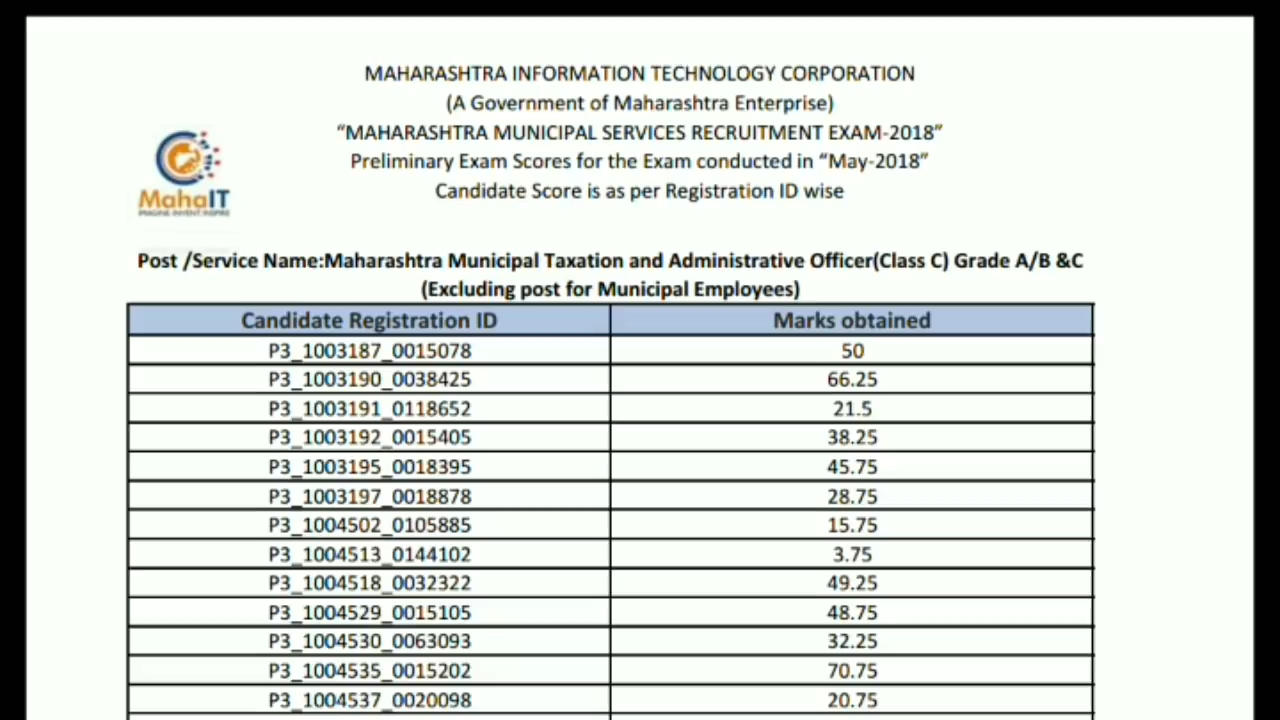 MAHARASHTRA INFORMATION TECHNOLOGY CORPORATION
(A Government of Maharashtra Enterprise)
“MAHARASHTRA MUNICIPAL SERVICES RECRUITMENT EXAM-2018”
Preliminary Exam Scores for the Exam conducted in “May-2018”
Candidate Score is as per Registration ID wise
MahaIT
IMAGINE INVENT INSPIRE
Post /Service Name:Maharashtra Municipal Taxation and Administrative Officer(Class C) Grade A/B &C
(Excluding post for Municipal Employees)
Candidate Registration ID Marks obtained
P3_1003187_0015078 50
P3_1003190_0038425 66.25
P3_1003191_0118652 21.5
P3_1003192_0015405 38.25
P3_1003195_0018395 45.75
P3_1003197_0018878 28.75
P3_1004502_0105885 15.75
P3_1004513_0144102 3.75
P3_1004518_0032322 49.25
P3_1004529_0015105 48.75
P3_1004530_0063093 32.25
P3_1004535_0015202 70.75
P3_1004537_0020098 20.75